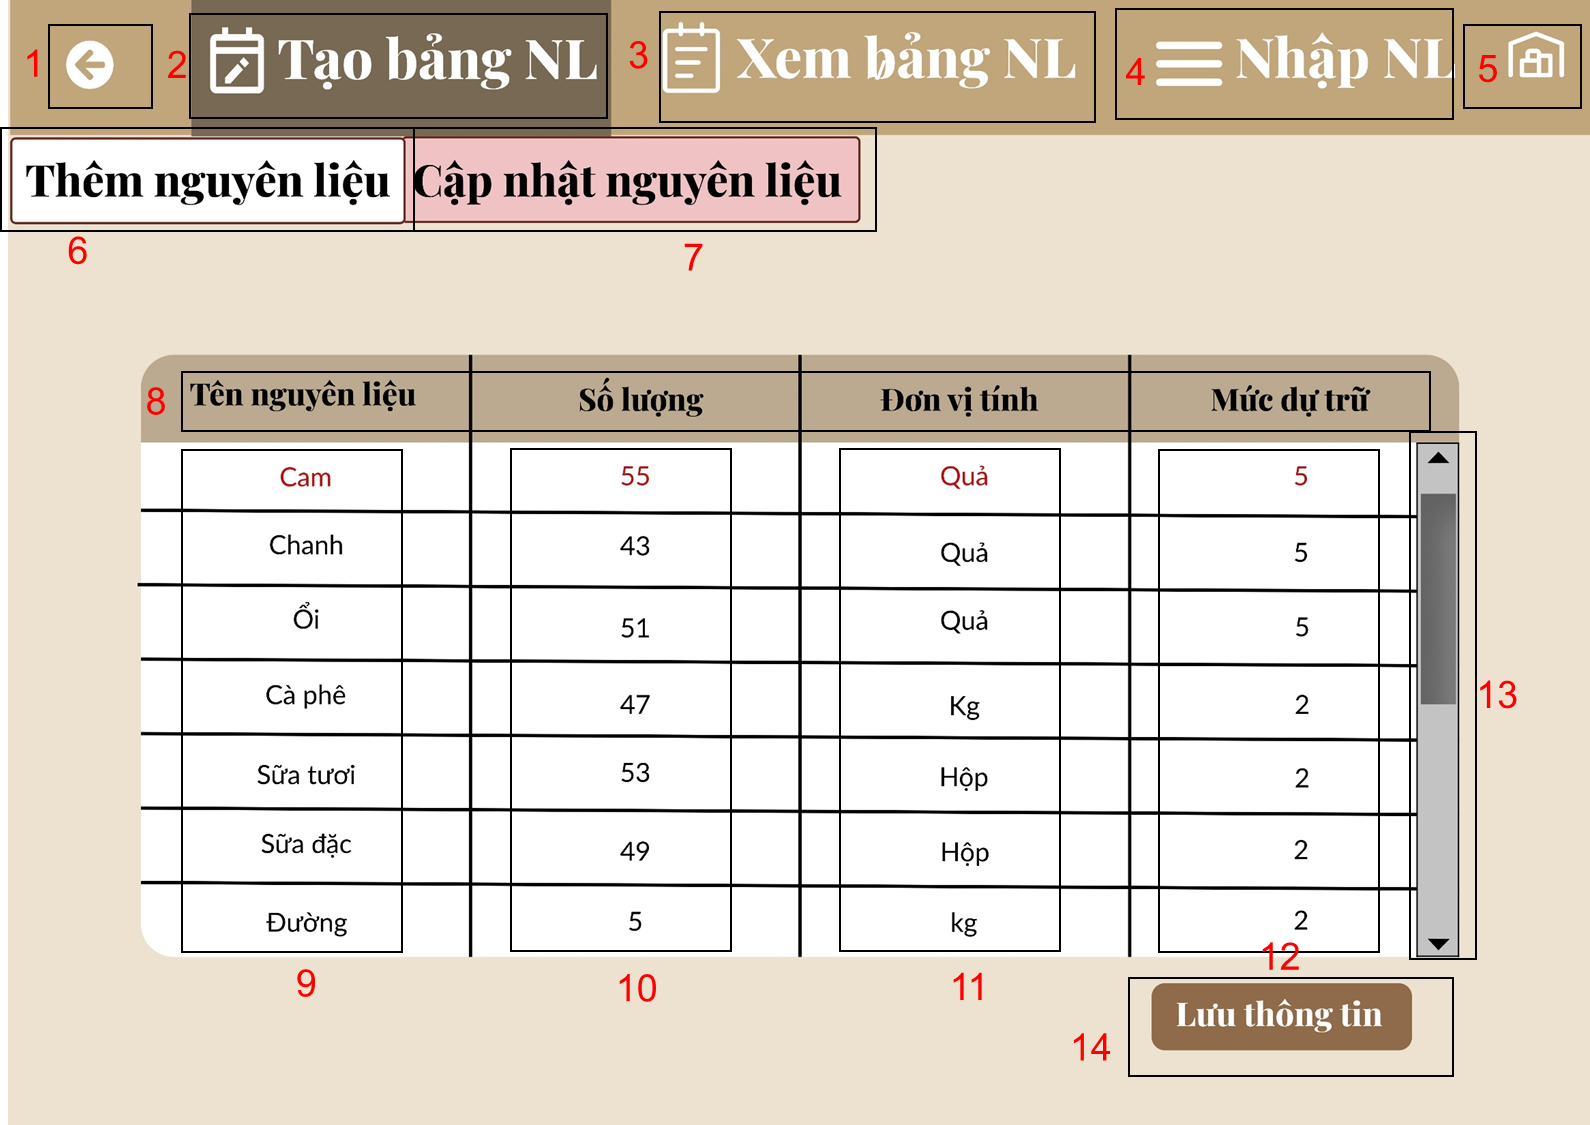 1 2 Tạo bảng NL 3 Xem bảng NL 4 Nhập NL 5
Thêm nguyên liệu Cập nhật nguyên liệu
6 7
8 Tên nguyên liệu Số lượng Đơn vị tính Mức dự trữ
Cam 55 Quả 5
Chanh 43 Quả 5
Ổi 51 Quả 5
Cà phê 47 Kg 2
13
Sữa tươi 53 Hộp 2
Sữa đặc 49 Hộp 2
Đường 5 kg 2
9 10 11 12
14 Lưu thông tin